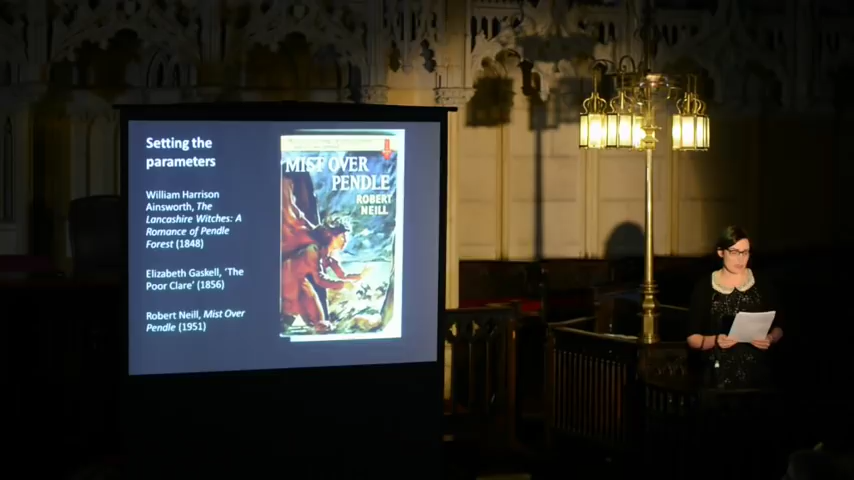 Setting the
parameters
William Harrison
Ainsworth, The
Lancashire Witches: A
Romance of Pendle
Forest (1848)
Elizabeth Gaskell, ‘The
Poor Clare’ (1856)
Robert Neill, Mist Over
Pendle (1951)
MIST OVER
PENDLE
ROBERT
NEILL